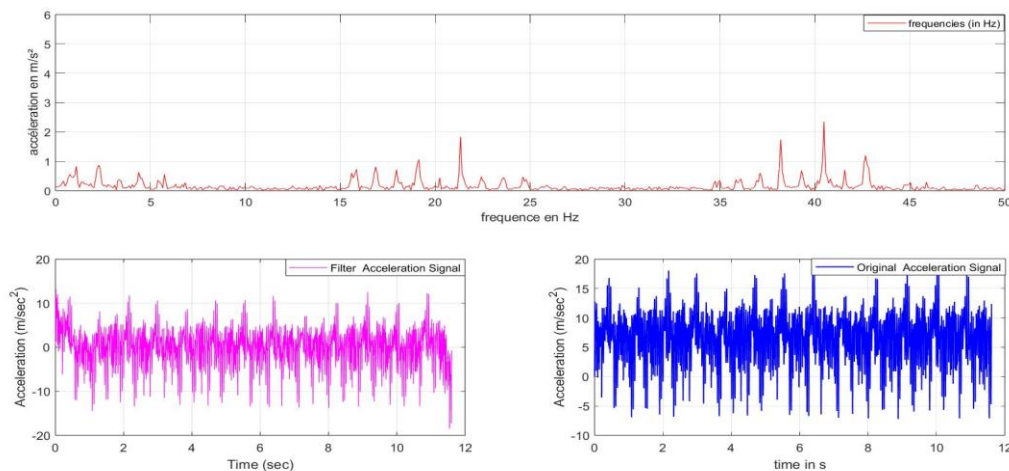 6
5
4
3
2
1
0
accéleration en m/s²
frequencies (in Hz)
0 5 10 15 20 25 30 35 40 45 50
frequence en Hz
20
10
0
-10
-20
Acceleration (m/sec²)
Filter Acceleration Signal
0 2 4 6 8 10 12
Time (sec)
20
15
10
5
0
-5
-10
Acceleration (m/sec²)
Original Acceleration Signal
0 2 4 6 8 10 12
time in s